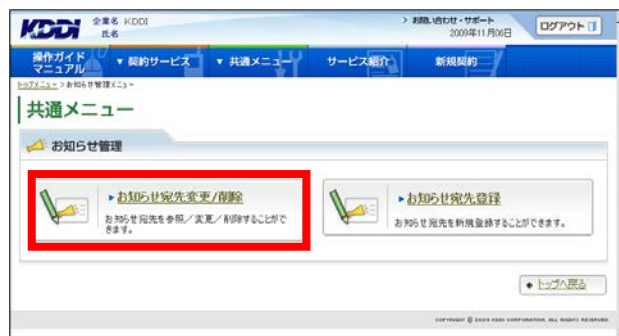 KDDI 企業名 KDDI
氏名
お問い合わせ・サポート
2009年11月06日
ログアウト
操作ガイド
マニュアル
▼ 契約サービス
▼ 共通メニュー
サービス紹介
新規契約
トップメニュー > お知らせ管理メニュー
共通メニュー
お知らせ管理
お知らせ宛先変更/削除
お知らせ宛先を参照／変更／削除することがで
きます。
お知らせ宛先登録
お知らせ宛先を新規登録することができます。
トップへ戻る
COPYRIGHT © 2009 KDDI CORPORATION. ALL RIGHTS RESERVED.